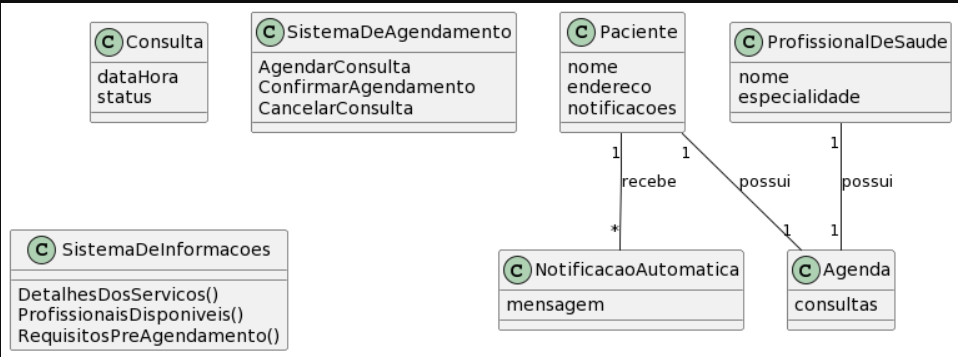 C Consulta
dataHora
status
C SistemaDeAgendamento
AgendarConsulta
ConfirmarAgendamento
CancelarConsulta
C Paciente
nome
endereco
notificacoes
C ProfissionalDeSaude
nome
especialidade
1
recebe
*
1
possui
1
1
possui
1
C SistemaDeInformacoes
DetalhesDosServicos()
ProfissionaisDisponiveis()
RequisitosPreAgendamento()
C NotificacaoAutomatica
mensagem
C Agenda
consultas